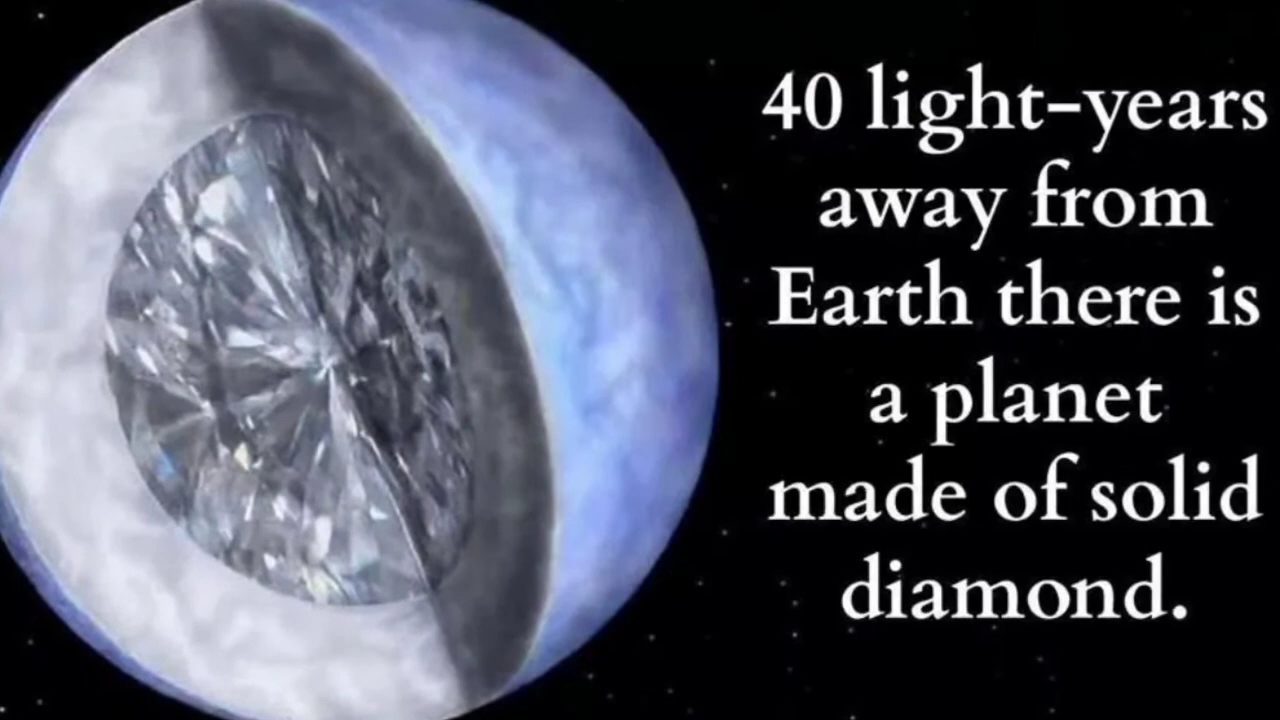 40 light-years
away from
Earth there is
a planet
made of solid
diamond.